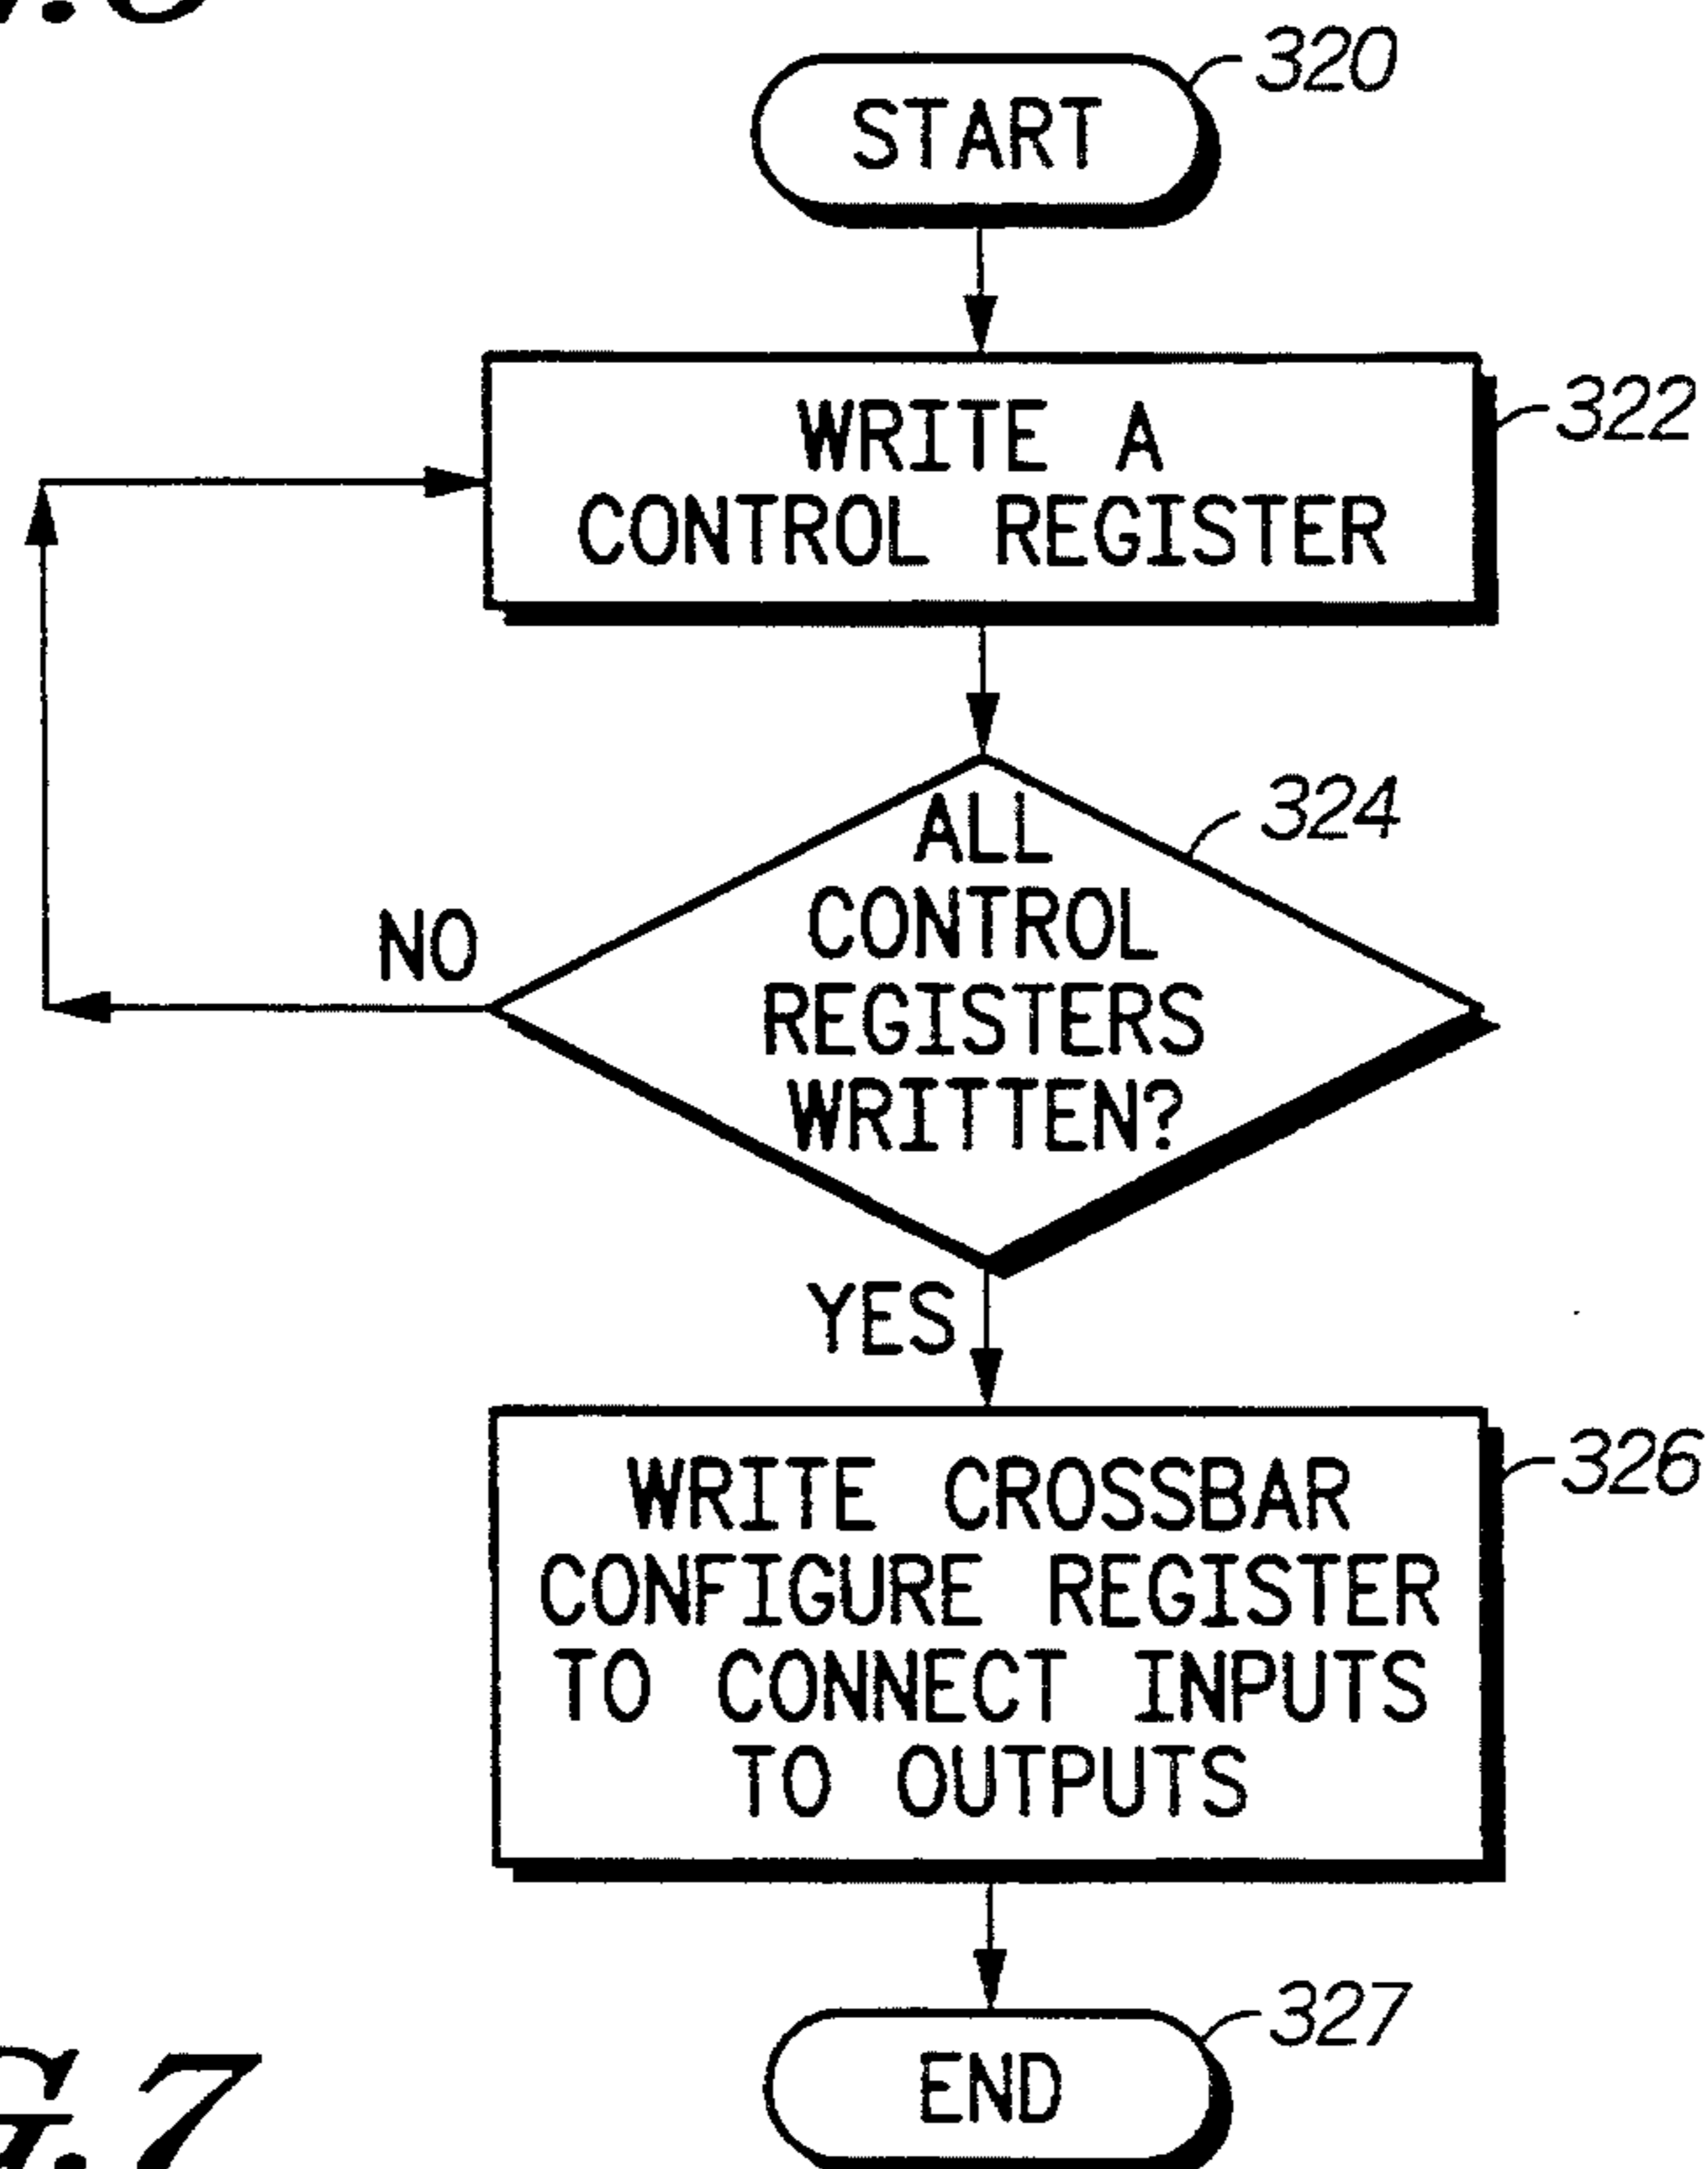 320
START
322
WRITE A
CONTROL REGISTER
324
ALL
CONTROL
REGISTERS
WRITTEN?
NO
YES
326
WRITE CROSSBAR
CONFIGURE REGISTER
TO CONNECT INPUTS
TO OUTPUTS
327
END
G.7